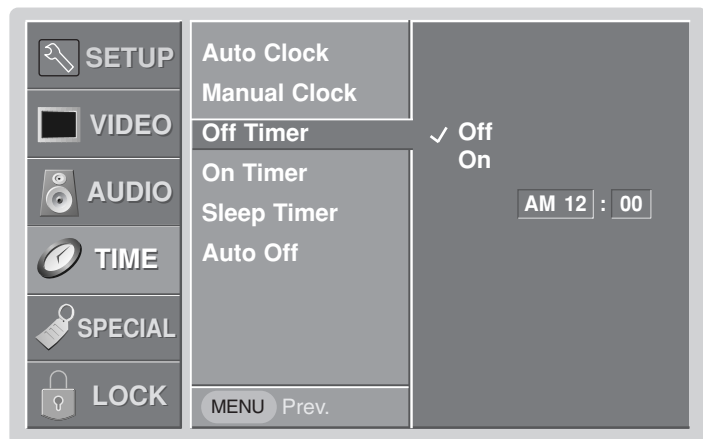 SETUP
VIDEO
AUDIO
TIME
SPECIAL
LOCK
Auto Clock
Manual Clock
Off Timer
On Timer
Sleep Timer
Auto Off
MENU Prev.
Off
On
AM 12 : 00